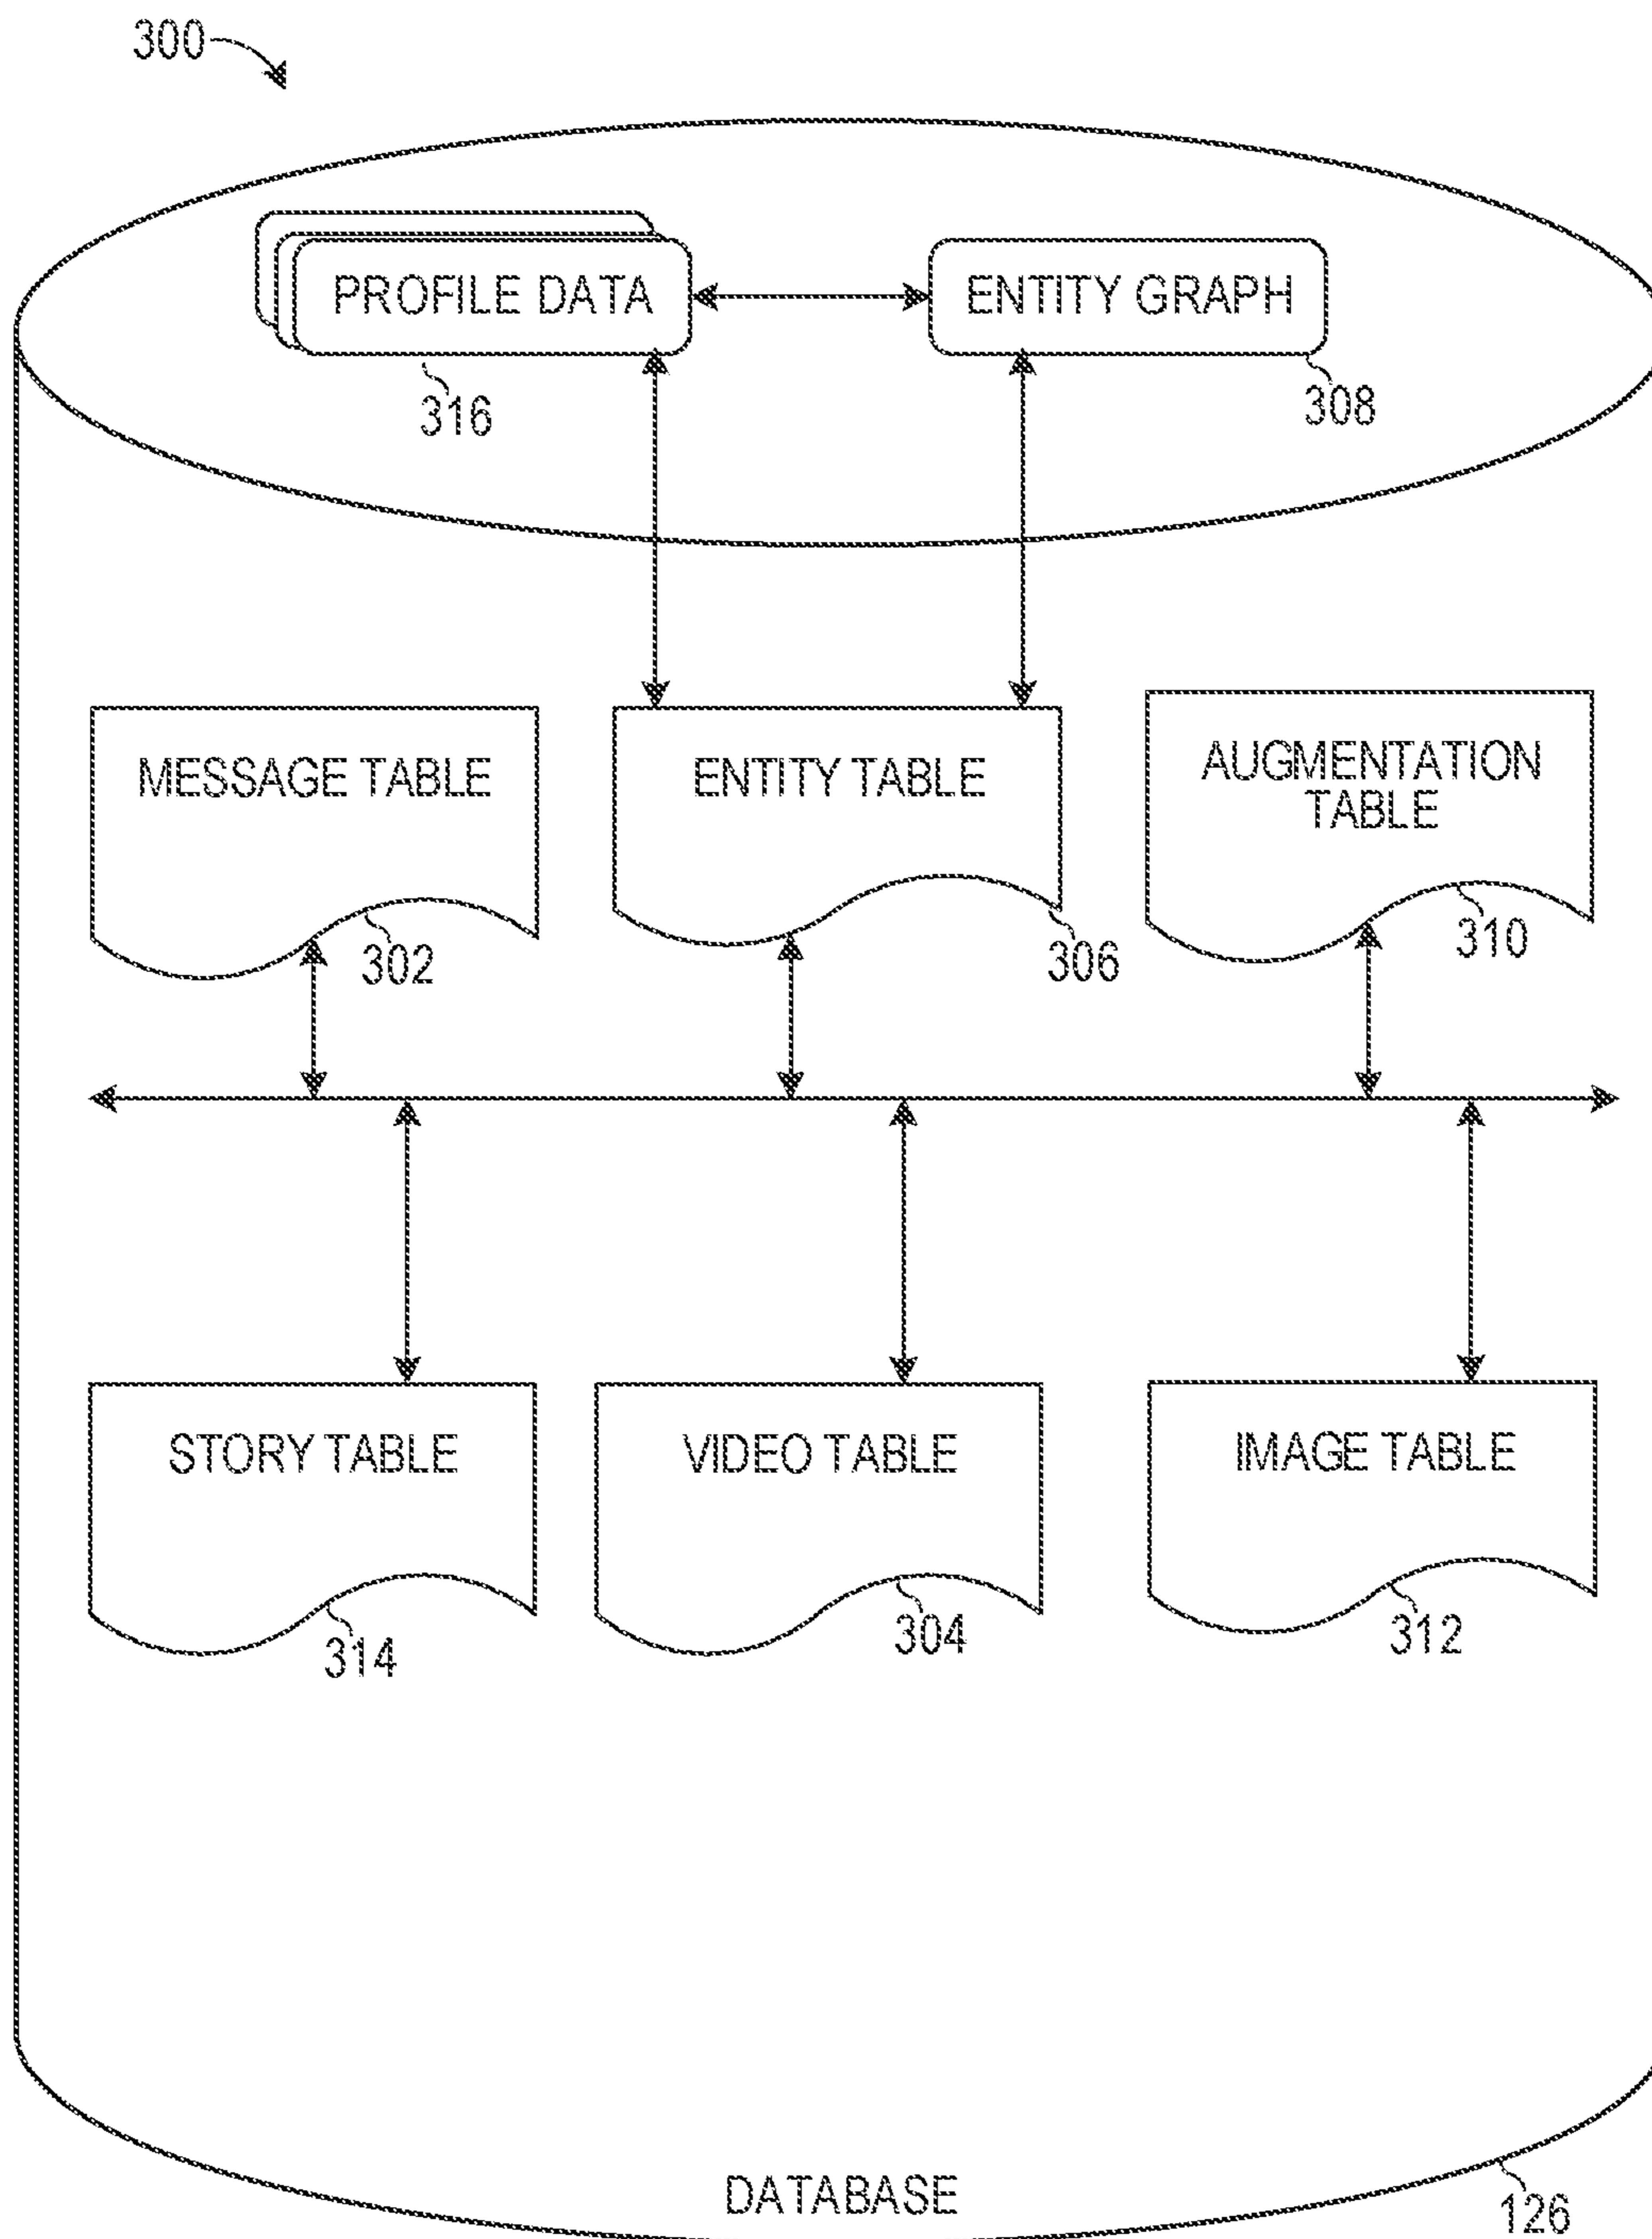 300
PROFILE DATA
ENTITY GRAPH
316
308
MESSAGE TABLE
ENTITY TABLE
AUGMENTATION
TABLE
302
306
310
STORY TABLE
VIDEO TABLE
IMAGE TABLE
314
304
312
DATABASE
126